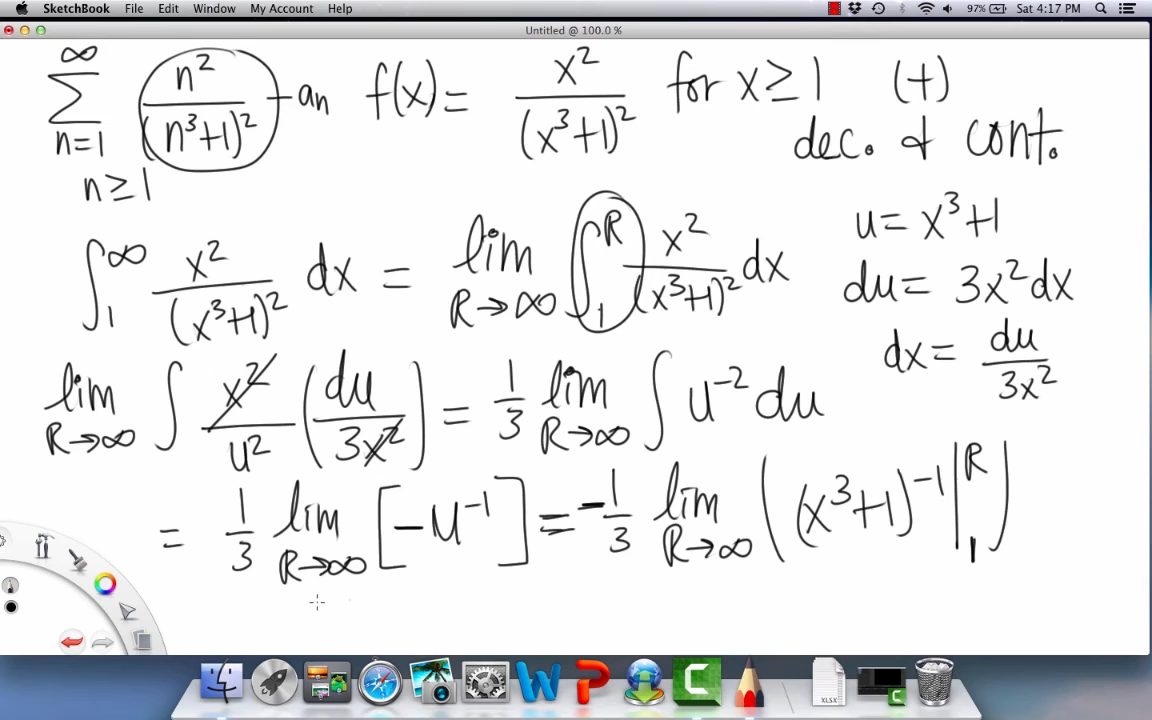 SketchBook File Edit Window My Account Help 97% Sat 4:17 PM
Untitled @ 100.0 %
∑_{n=1}^{∞} n²/(n³+1)² – an f(x) = x²/(x³+1)² for x ≥ 1 (+)
dec. & cont.
n ≥ 1
∫_1^∞ x²/(x³+1)² dx = lim_{R→∞} ∫_1^R x²/(x³+1)² dx
u = x³+1
du = 3x²dx
dx = du/3x²
lim_{R→∞} ∫ x²/u² (du/3x²) = 1/3 lim_{R→∞} ∫ u⁻² du
= 1/3 lim_{R→∞} [–u⁻¹] = –1/3 lim_{R→∞} ((x³+1)⁻¹ |_1^R)
XLSX